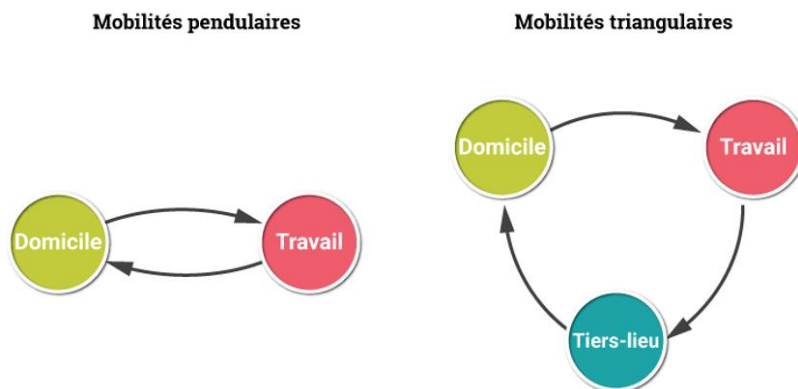 Mobilités pendulaires
Mobilités triangulaires
Domicile
Travail
Domicile
Travail
Tiers-lieu